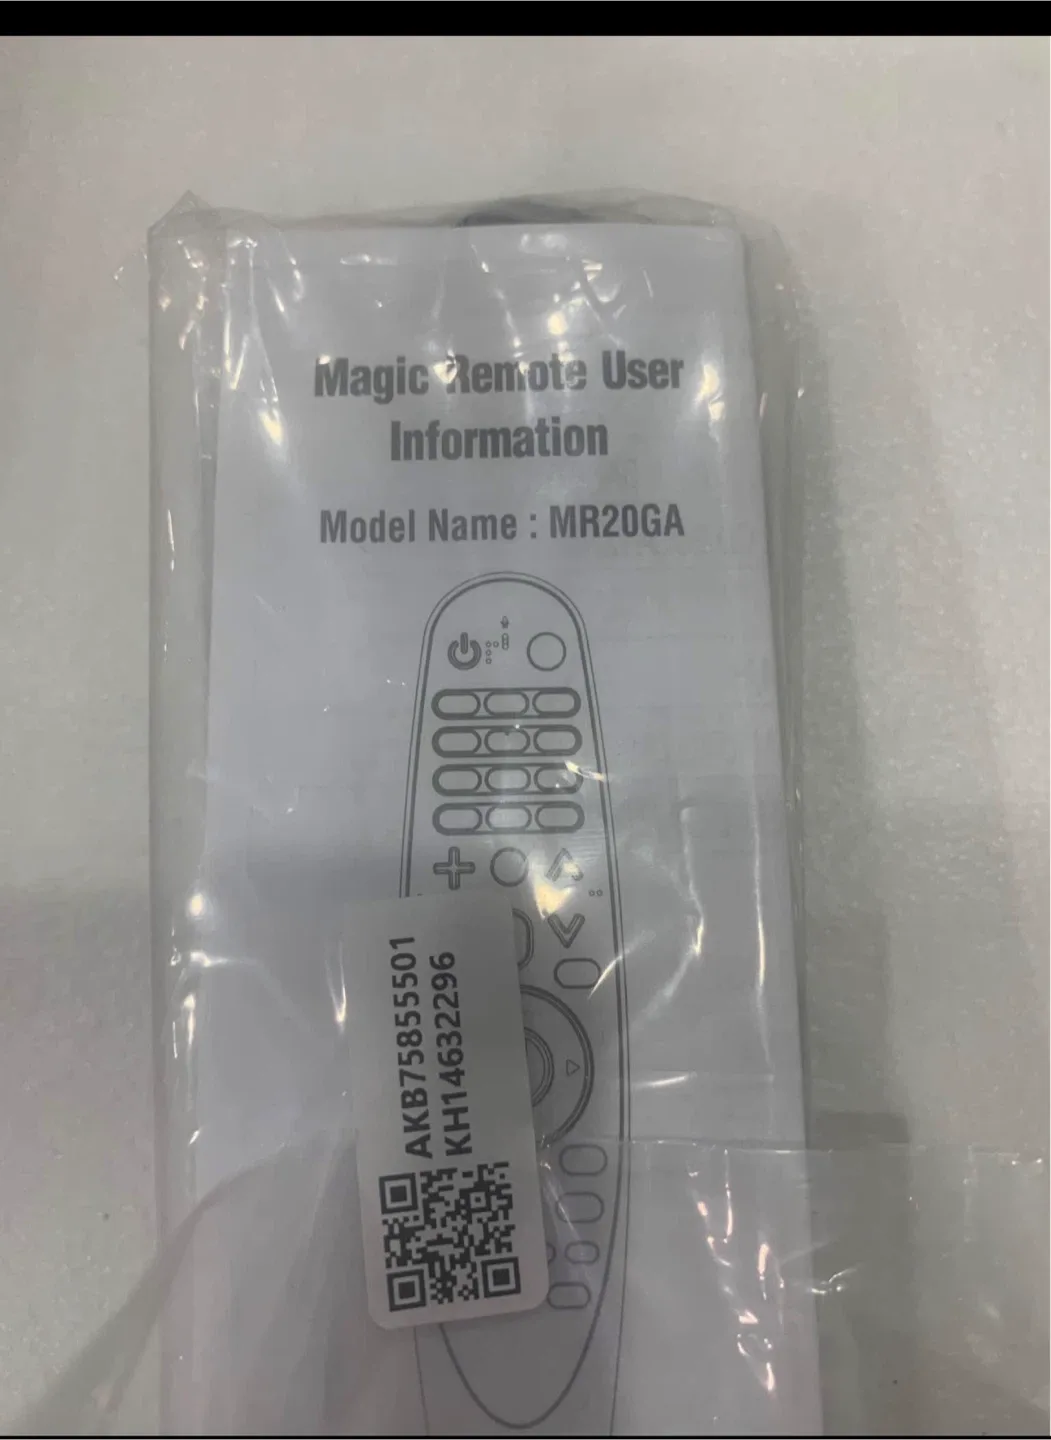 Magic Remote User
Information
Model Name : MR20GA
AKB75855501
KH14632296